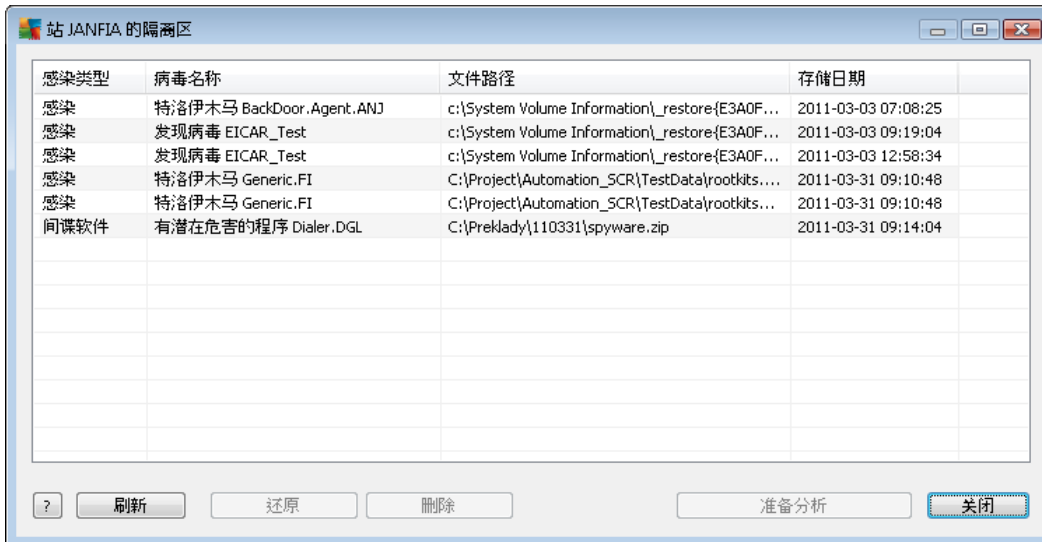 站 JANFIA 的隔离区
感染类型 病毒名称 文件路径 存储日期
感染 特洛伊木马 BackDoor.Agent.ANJ c:\System Volume Information\_restore{E3A0F... 2011-03-03 07:08:25
感染 发现病毒 EICAR_Test c:\System Volume Information\_restore{E3A0F... 2011-03-03 09:19:04
感染 发现病毒 EICAR_Test c:\System Volume Information\_restore{E3A0F... 2011-03-03 12:58:34
感染 特洛伊木马 Generic.FI C:\Project\Automation_SCR\TestData\rootkits.... 2011-03-31 09:10:48
感染 特洛伊木马 Generic.FI C:\Project\Automation_SCR\TestData\rootkits... 2011-03-31 09:10:48
间谍软件 有潜在危害的程序 Dialer.DGL C:\Preklady\110331\spyware.zip 2011-03-31 09:14:04
? 刷新 还原 删除 准备分析 关闭